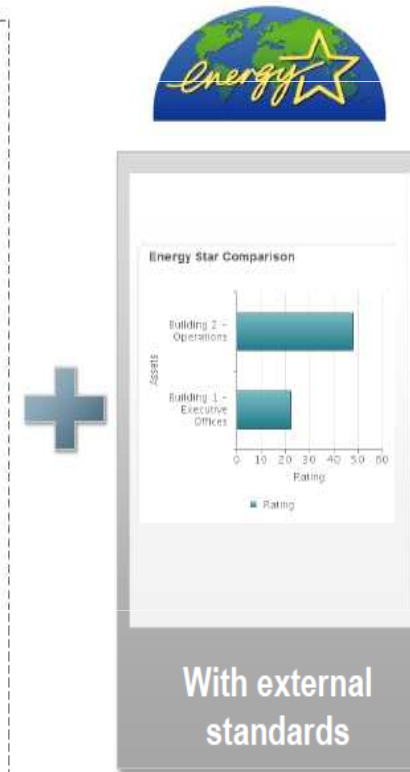 energy
Energy Star Comparison
Building 2 -
Operations
Building 1 -
Executive
Offices
Assets
0 10 20 30 40 50 60
Rating
Rating
With external
standards